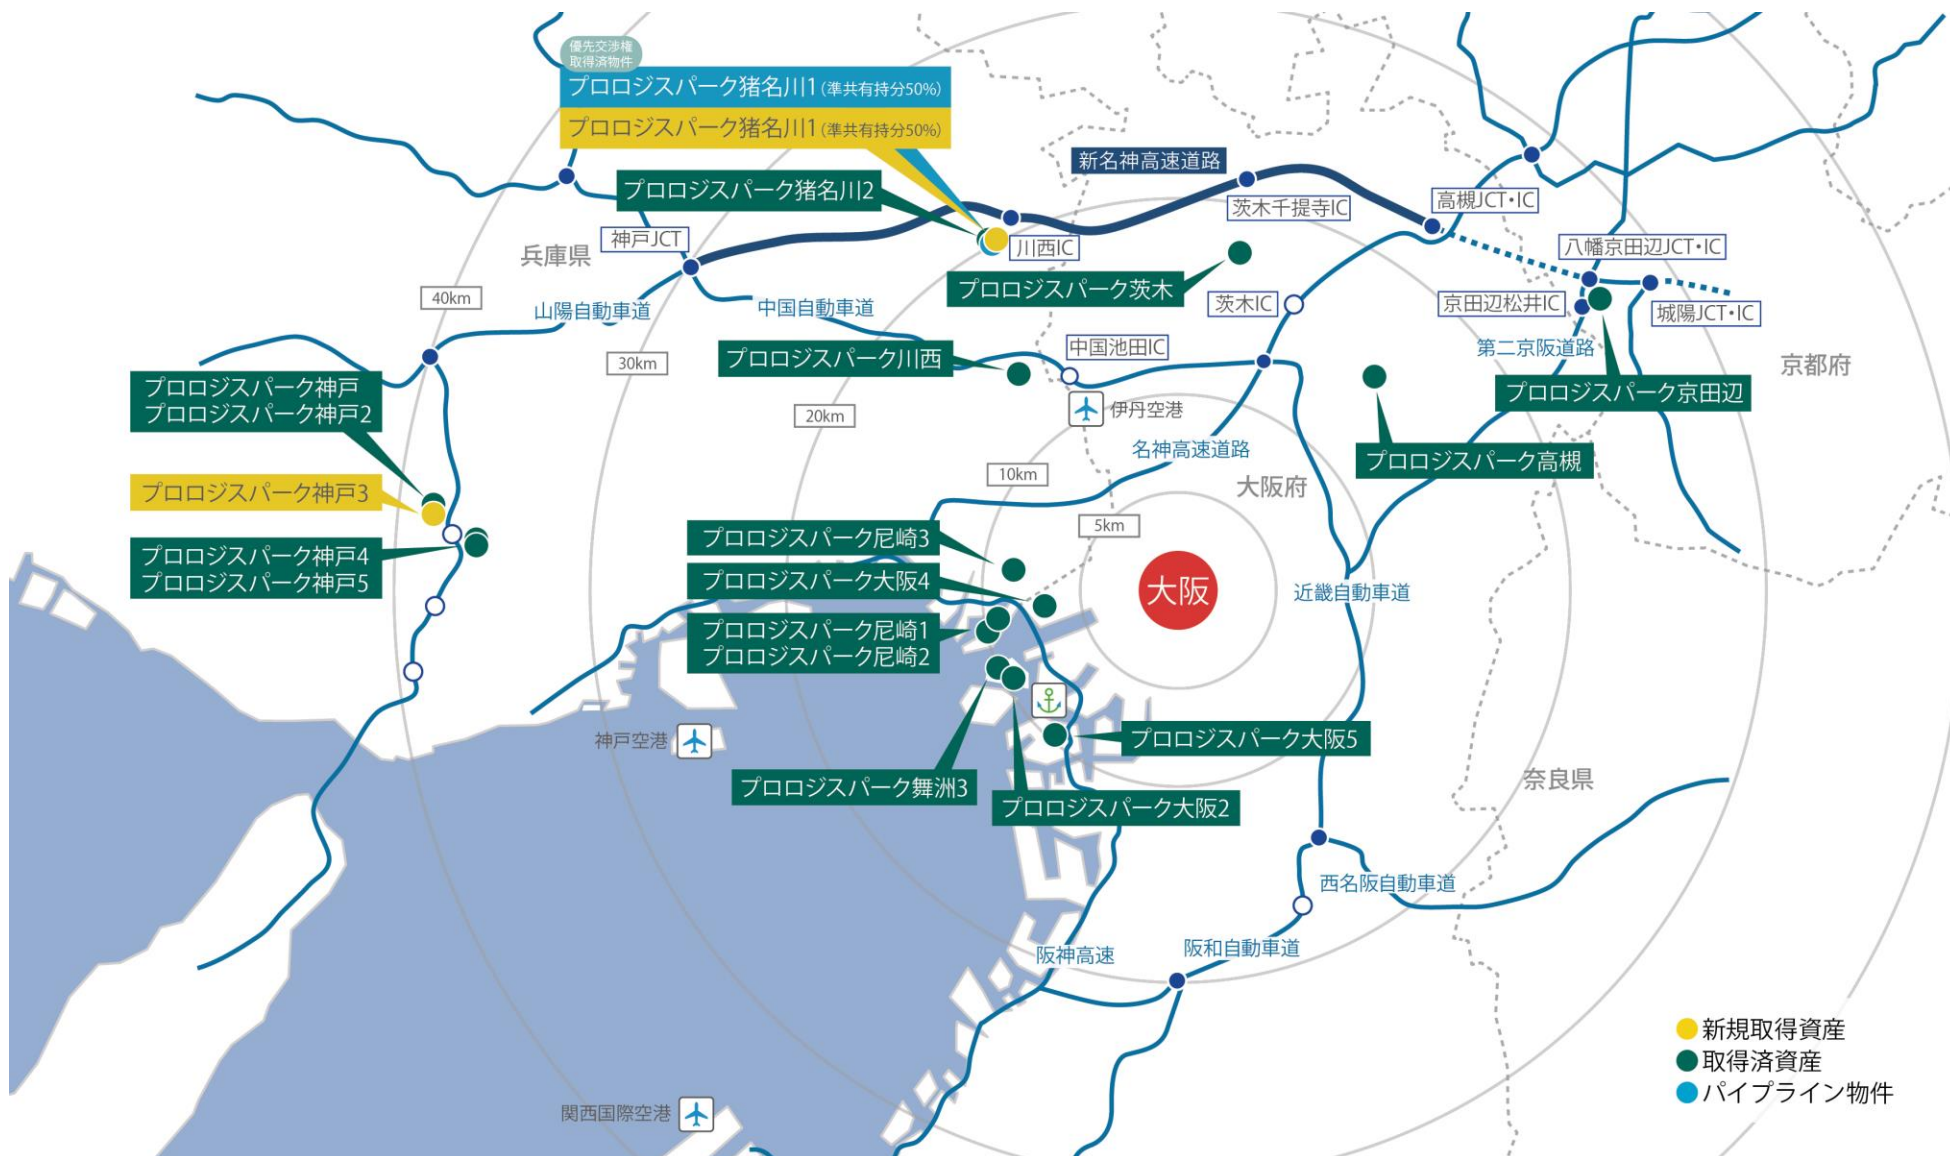 優先交渉権
取得済物件
プロロジスパーク猪名川1（準共有持分50%）
プロロジスパーク猪名川1（準共有持分50%）
新名神高速道路
プロロジスパーク猪名川2
茨木千提寺IC
高槻JCT・IC
兵庫県
神戸JCT
川西IC
八幡京田辺JCT・IC
プロロジスパーク茨木
40km
山陽自動車道
中国自動車道
茨木IC
京田辺松井IC
城陽JCT・IC
30km
プロロジスパーク川西
中国池田IC
第二京阪道路
京都府
プロロジスパーク神戸
プロロジスパーク神戸2
20km
伊丹空港
プロロジスパーク京田辺
名神高速道路
プロロジスパーク高槻
10km
大阪府
プロロジスパーク神戸3
5km
プロロジスパーク尼崎3
プロロジスパーク神戸4
プロロジスパーク神戸5
プロロジスパーク大阪4
大阪
近畿自動車道
プロロジスパーク尼崎1
プロロジスパーク尼崎2
神戸空港
プロロジスパーク大阪5
プロロジスパーク舞洲3
プロロジスパーク大阪2
奈良県
西名阪自動車道
阪神高速
阪和自動車道
新規取得資産
取得済資産
パイプライン物件
関西国際空港